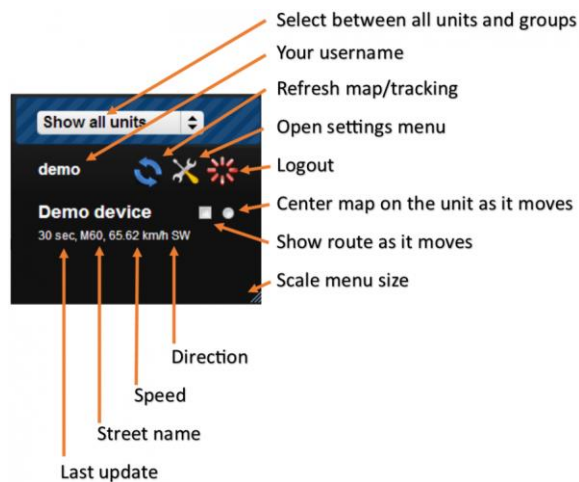 Select between all units and groups
Your username
Refresh map/tracking
Show all units
Open settings menu
demo
Logout
Demo device
Center map on the unit as it moves
30 sec, M60, 65.62 km/h SW
Show route as it moves
Scale menu size
Direction
Speed
Street name
Last update